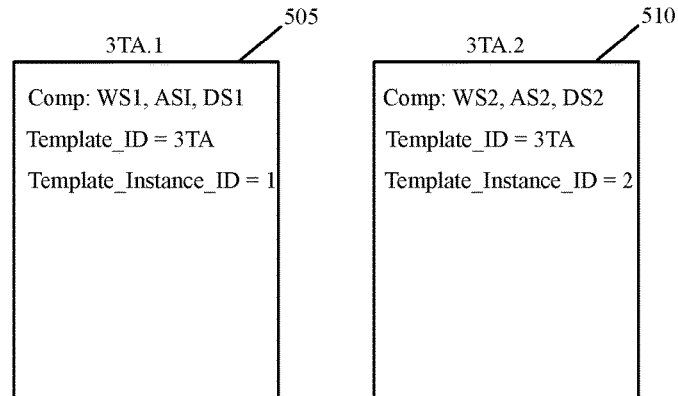 505
3TA.1
Comp: WS1, ASI, DS1
Template_ID = 3TA
Template_Instance_ID = 1
510
3TA.2
Comp: WS2, AS2, DS2
Template_ID = 3TA
Template_Instance_ID = 2